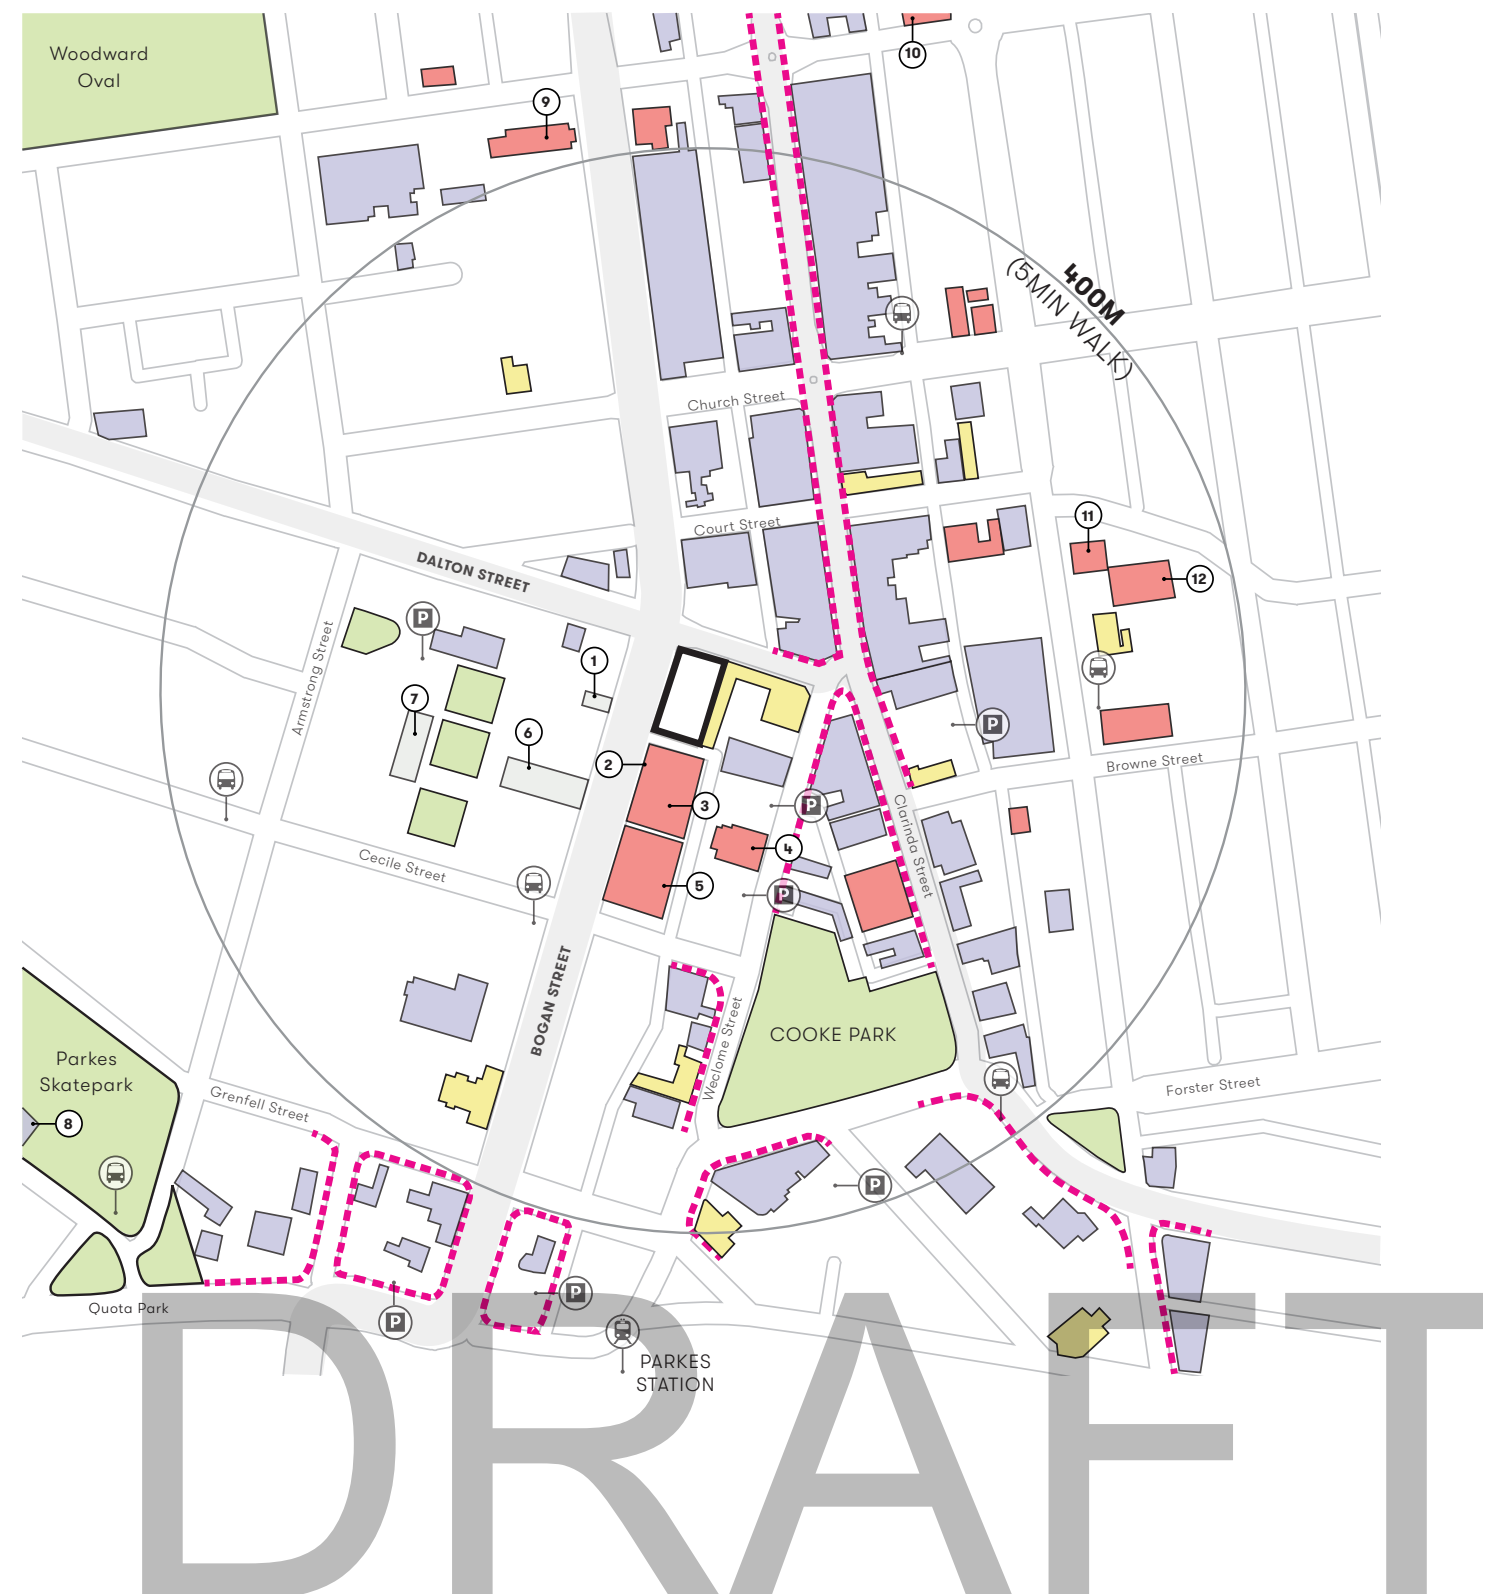 Woodward
Oval
10
9
400M
(5MIN WALK)
Church Street
Court Street
11
12
DALTON STREET
P
Armstrong Street
1
7
6
2
3
P
Browne Street
P
4
Clarinda Street
5
P
Cecile Street
BOGAN STREET
Weclome Street
COOKE PARK
Parkes
Skatepark
8
Grenfell Street
Forster Street
P
Quota Park
P
P
PARKES
STATION
DRAFT